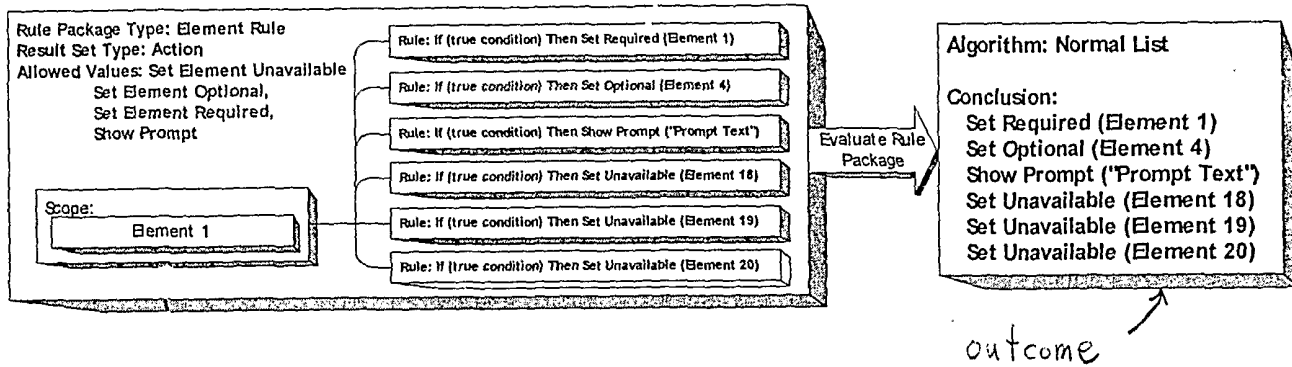 Rule Package Type: Element Rule
Result Set Type: Action
Allowed Values: Set Element Unavailable
Set Element Optional,
Set Element Required,
Show Prompt
Scope:
Element 1
Rule: If (true condition) Then Set Required (Element 1)
Rule: If (true condition) Then Set Optional (Element 4)
Rule: If (true condition) Then Show Prompt ("Prompt Text")
Rule: If (true condition) Then Set Unavailable (Element 18)
Rule: If (true condition) Then Set Unavailable (Element 19)
Rule: If (true condition) Then Set Unavailable (Element 20)
Evaluate Rule
Package
Algorithm: Normal List
Conclusion:
Set Required (Element 1)
Set Optional (Element 4)
Show Prompt ("Prompt Text")
Set Unavailable (Element 18)
Set Unavailable (Element 19)
Set Unavailable (Element 20)
outcome